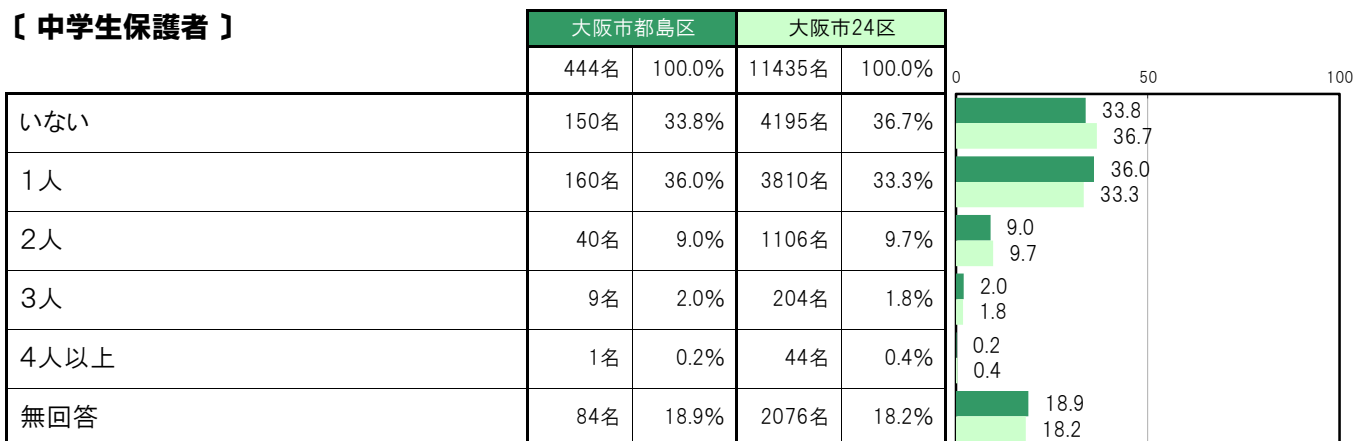 〔 中学生保護者 〕
大阪市都島区 大阪市24区
444名 100.0% 11435名 100.0%
0 50 100
いない 150名 33.8% 4195名 36.7% 33.8
36.7
1人 160名 36.0% 3810名 33.3% 36.0
33.3
2人 40名 9.0% 1106名 9.7% 9.0
9.7
3人 9名 2.0% 204名 1.8% 2.0
1.8
4人以上 1名 0.2% 44名 0.4% 0.2
0.4
無回答 84名 18.9% 2076名 18.2% 18.9
18.2